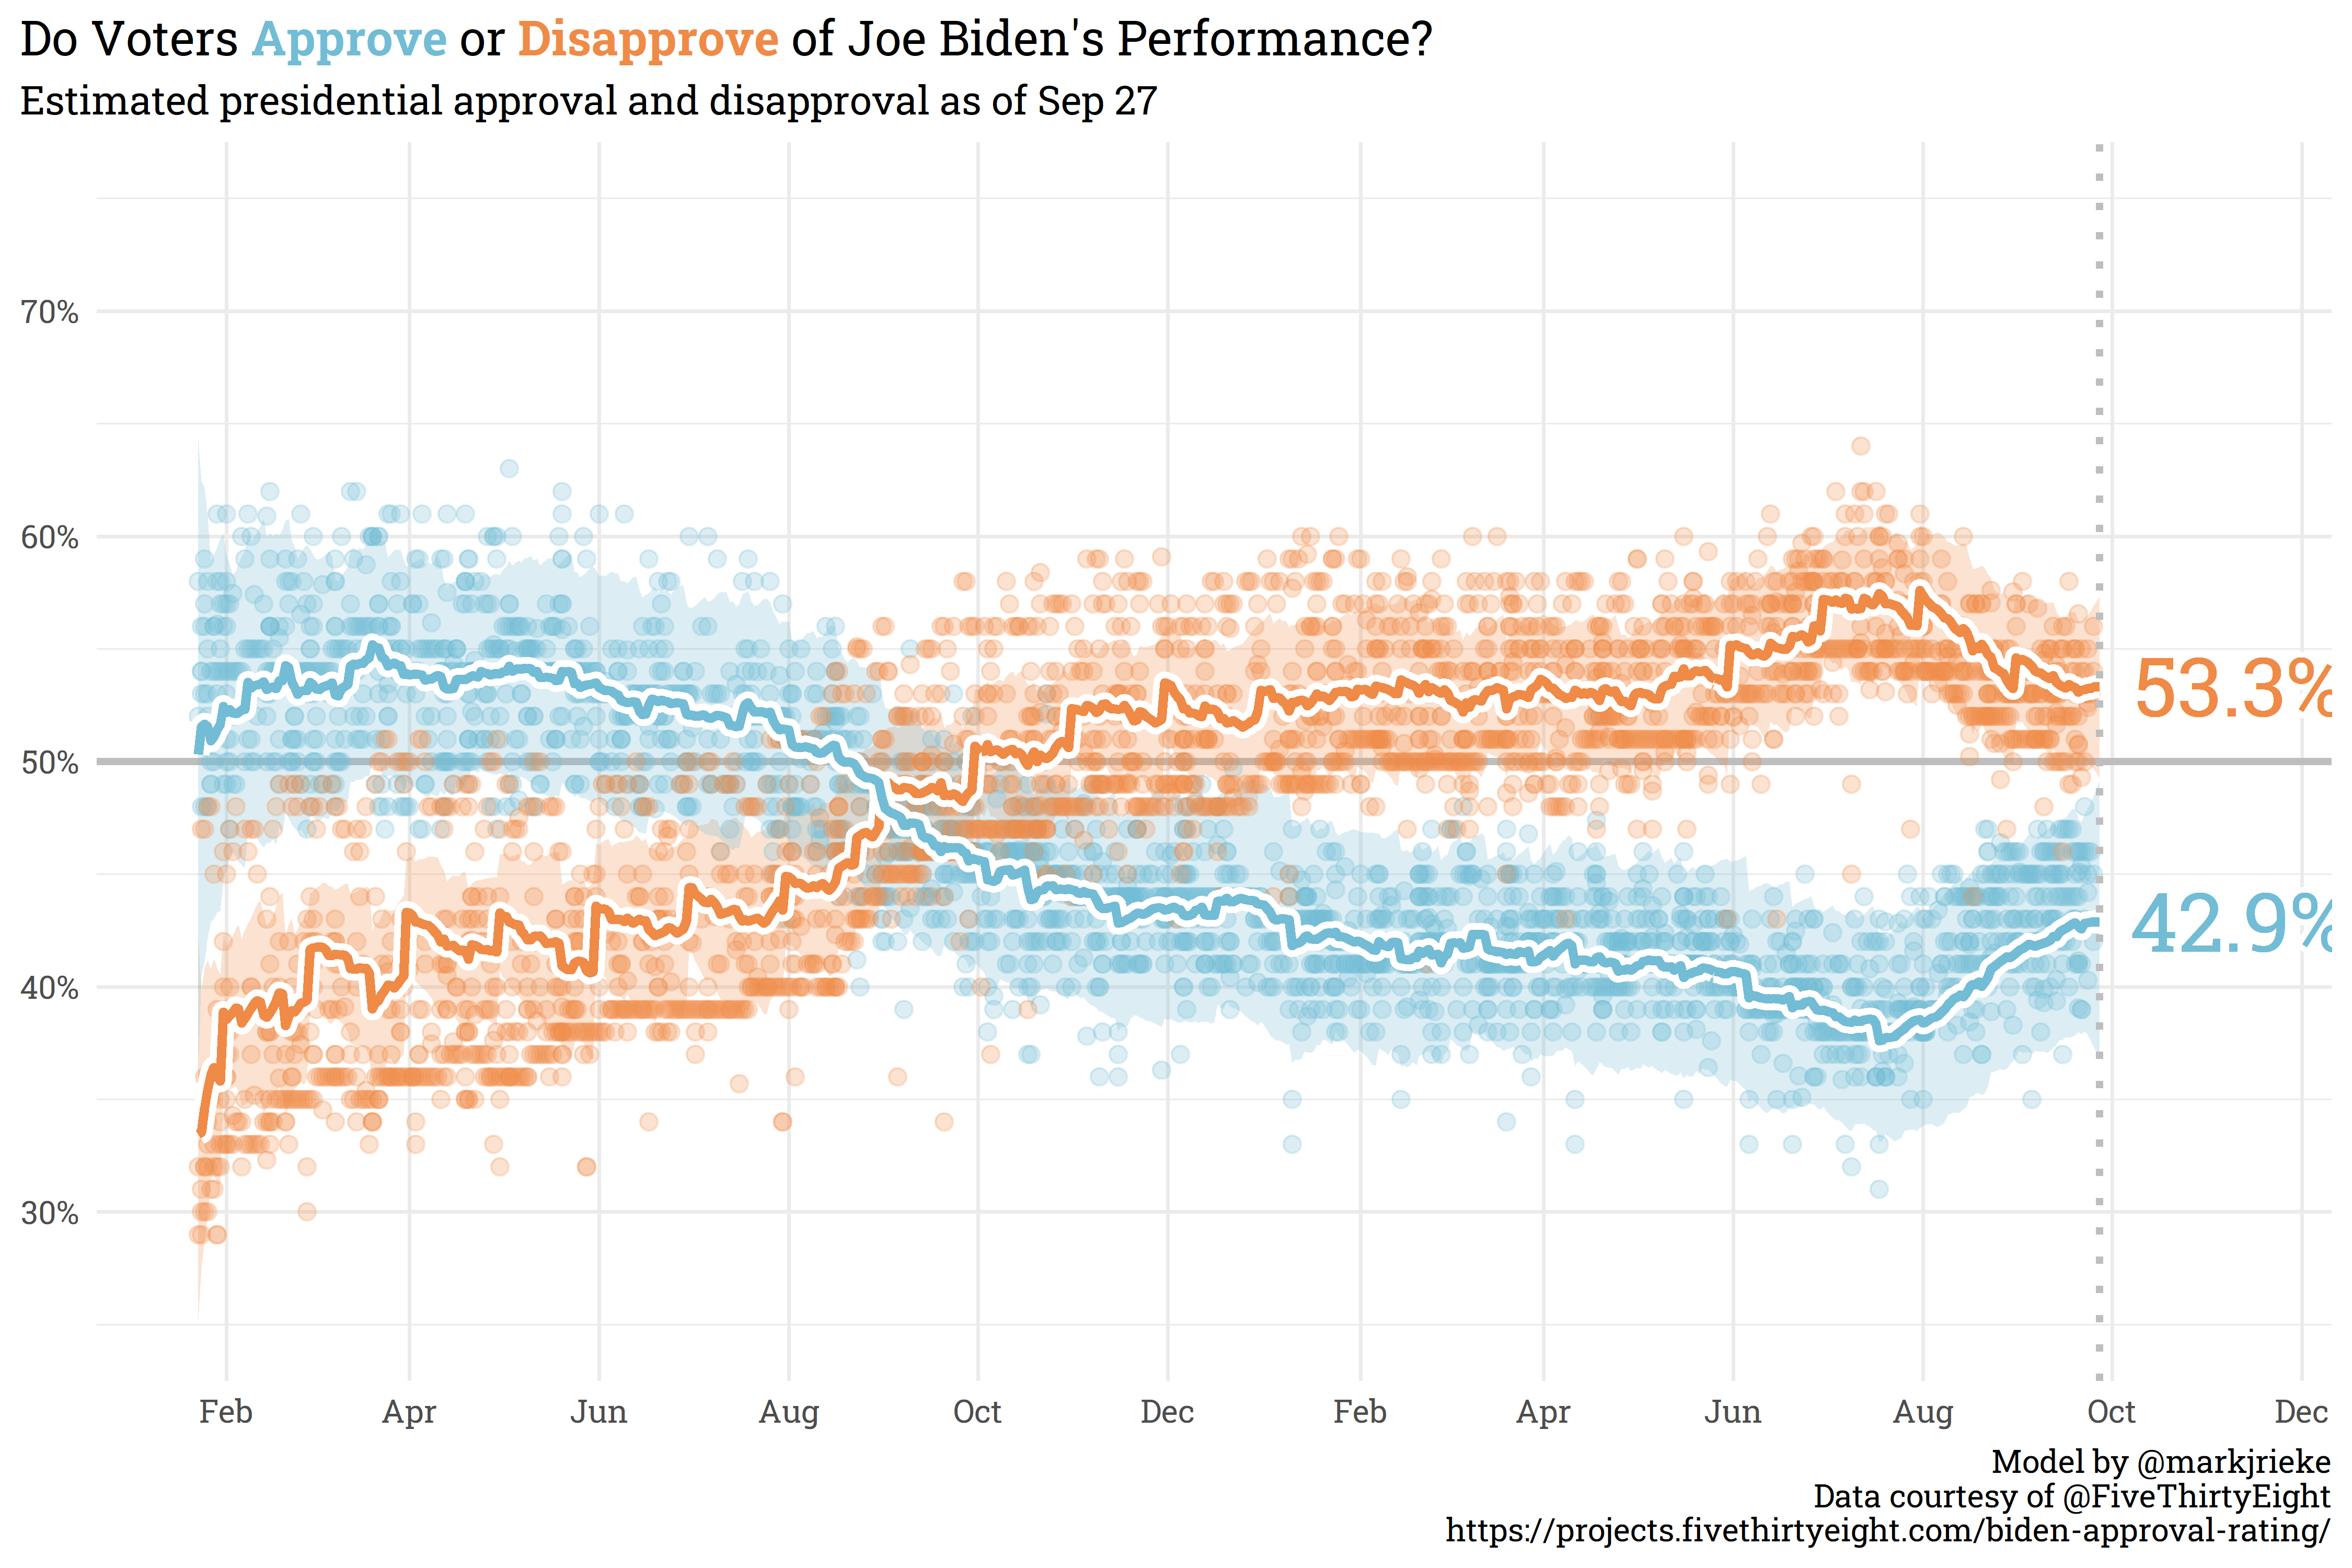 Do Voters Approve or Disapprove of Joe Biden's Performance?
Estimated presidential approval and disapproval as of Sep 27
70%
60%
50%
40%
30%
53.3%
42.9%
Feb Apr Jun Aug Oct Dec Feb Apr Jun Aug Oct Dec
Model by @markjrieke
Data courtesy of @FiveThirtyEight
https://projects.fivethirtyeight.com/biden-approval-rating/